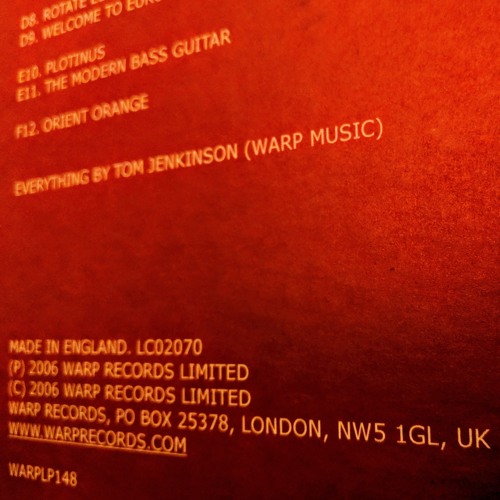 D8. ROTATE
D9. WELCOME TO
E10. PLOTINUS
E11. THE MODERN BASS GUITAR
F12. ORIENT ORANGE
EVERYTHING BY TOM JENKINSON (WARP MUSIC)
MADE IN ENGLAND. LC02070
(P) 2006 WARP RECORDS LIMITED
(C) 2006 WARP RECORDS LIMITED
WARP RECORDS, PO BOX 25378, LONDON, NW5 1GL, UK
WWW.WARPRECORDS.COM
WARPLP148